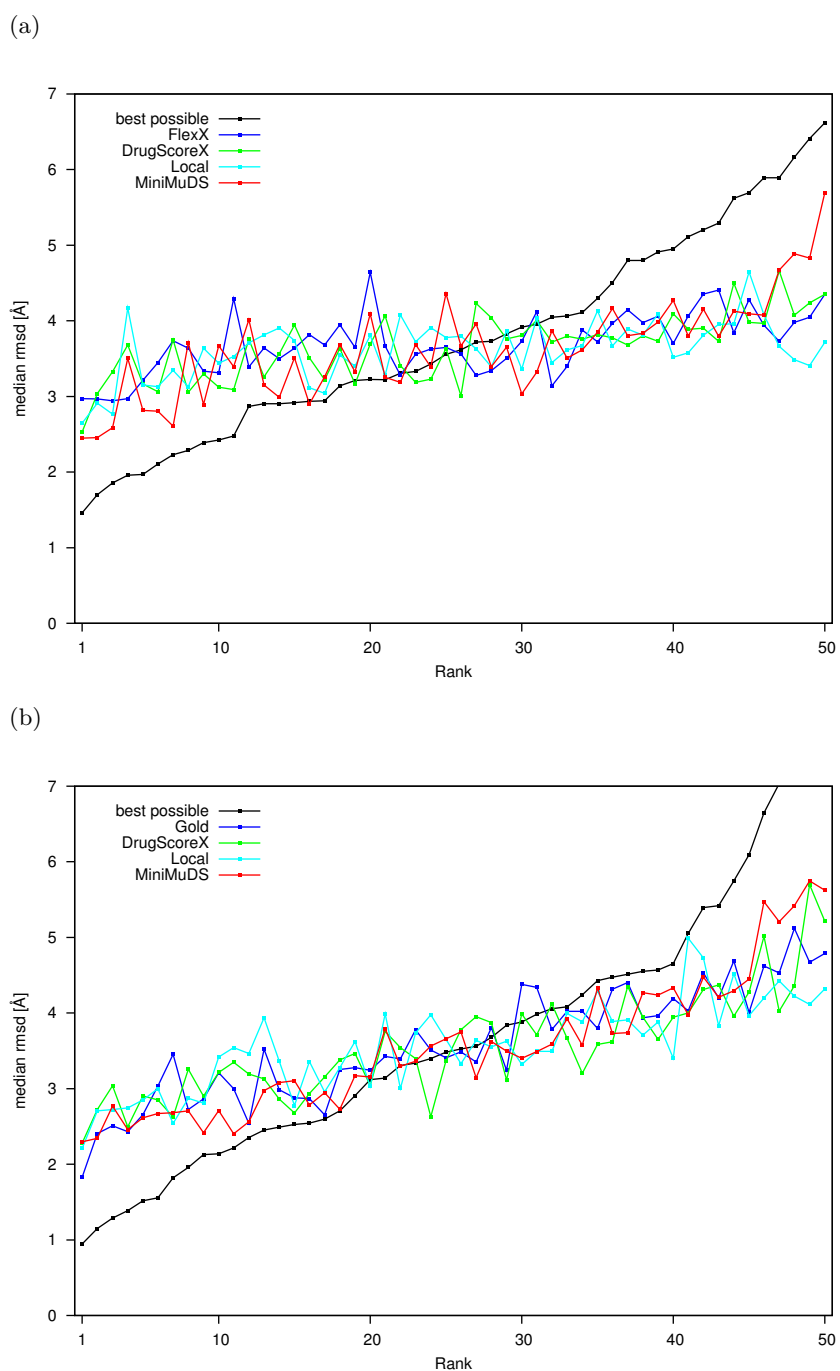 (a)
7
6
5
4
3
2
1
0
median rmsd [Å]
best possible
FlexX
DrugScoreX
Local
MiniMuDS
1 10 20 30 40 50
Rank
(b)
7
6
5
4
3
2
1
0
median rmsd [Å]
best possible
Gold
DrugScoreX
Local
MiniMuDS
1 10 20 30 40 50
Rank